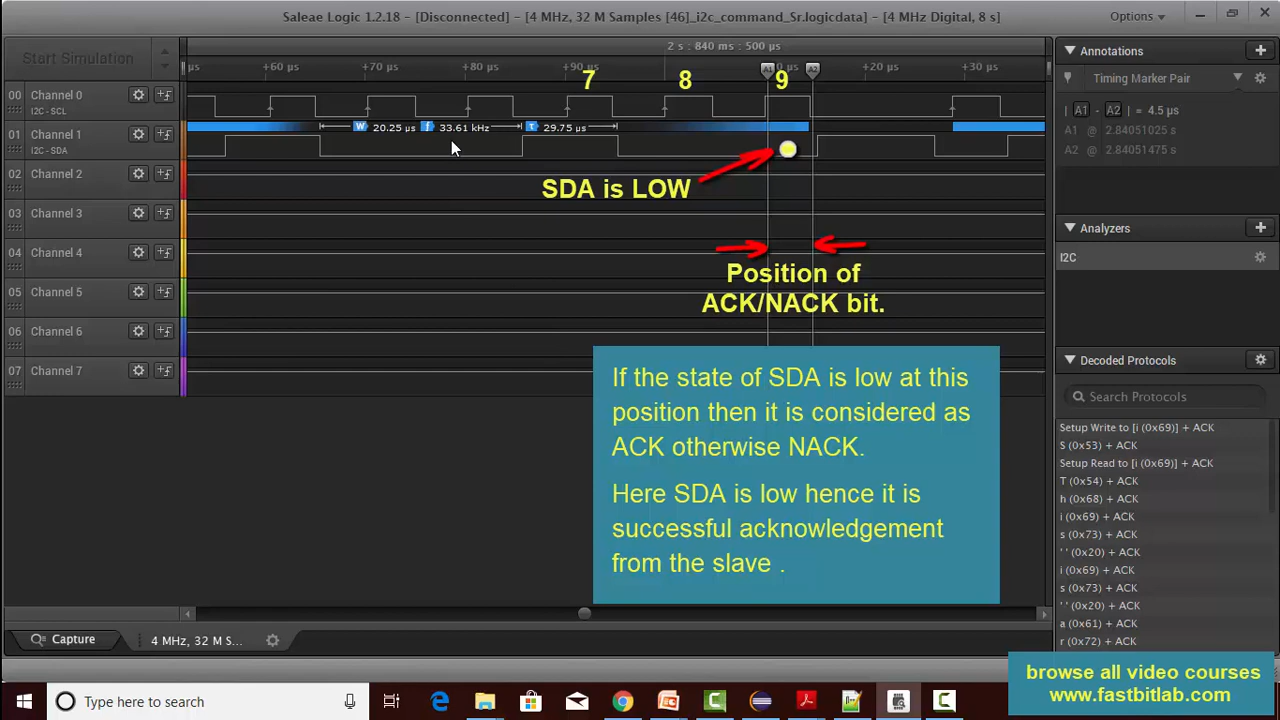 Saleae Logic 1.2.18 - [Disconnected] - [4 MHz, 32 M Samples [46]_i2c_command_Sr.logicdata] - [4 MHz Digital, 8 s]
Options
Start Simulation
2 s : 840 ms : 500 µs
µs
+60 µs
+70 µs
+80 µs
+90 µs
0 µs
+20 µs
+30 µs
A1
A2
7
8
9
00
Channel 0
I2C - SCL
01
Channel 1
I2C - SDA
W 20.25 µs
f 33.61 kHz
τ 29.75 µs
02
Channel 2
SDA is LOW
03
Channel 3
04
Channel 4
Position of
ACK/NACK bit.
05
Channel 5
06
Channel 6
07
Channel 7
If the state of SDA is low at this
position then it is considered as
ACK otherwise NACK.
Here SDA is low hence it is
successful acknowledgement
from the slave .
Annotations
Timing Marker Pair
| A1 - A2 | = 4.5 µs
A1 @ 2.84051025 s
A2 @ 2.84051475 s
Analyzers
I2C
Decoded Protocols
Search Protocols
Setup Write to [i (0x69)] + ACK
S (0x53) + ACK
Setup Read to [i (0x69)] + ACK
T (0x54) + ACK
h (0x68) + ACK
i (0x69) + ACK
s (0x73) + ACK
' ' (0x20) + ACK
i (0x69) + ACK
s (0x73) + ACK
' ' (0x20) + ACK
a (0x61) + ACK
r (0x72) + ACK
Capture
4 MHz, 32 M S...
browse all video courses
www.fastbitlab.com
Type here to search